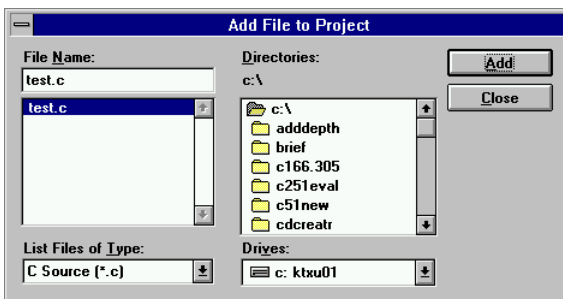 Add File to Project
File Name:
test.c
test.c
List Files of Type:
C Source (*.c)
Directories:
c:\
c:\
adddepth
brief
c166.305
c251eval
c51new
cdcreatr
Drives:
c: ktxu01
Add
Close